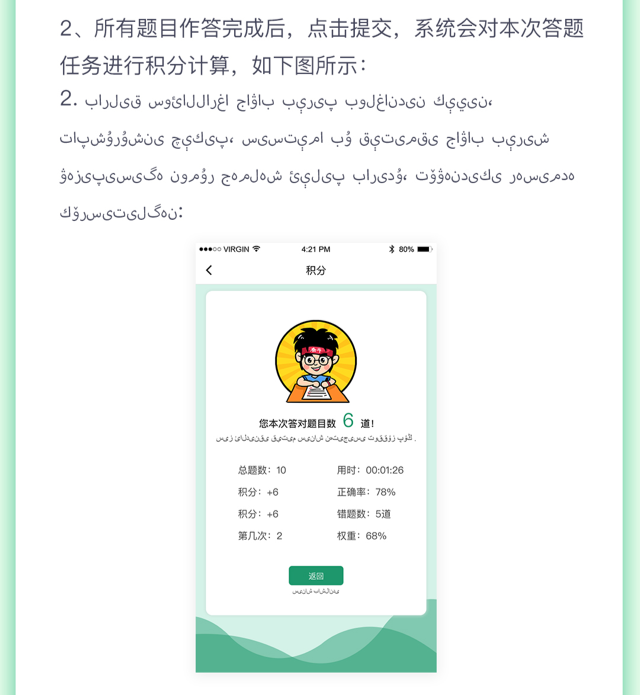 2、所有题目作答完成后，点击提交，系统会对本次答题
任务进行积分计算，如下图所示：
2. بارلىق سوئاللارغا جاۋاب بېرىپ بولغاندىن كېيىن،
تاپشۇرۇشنى چېكىپ، سىستېما بۇ قېتىمقى جاۋاب بېرىش
ۋەزىپىسىگە نومۇر جەملەش ئېلىپ بارىدۇ، تۆۋەندىكى رەسىمدە
كۆرسىتىلگەن:
●●●○○ VIRGIN 4:21 PM 80%
积分
您本次答对题目数 6 道！
总题数：10 用时：00:01:26
积分：+6 正确率：78%
积分：+6 错题数：5道
第几次：2 权重：68%
返回
سىناش باشلاندى